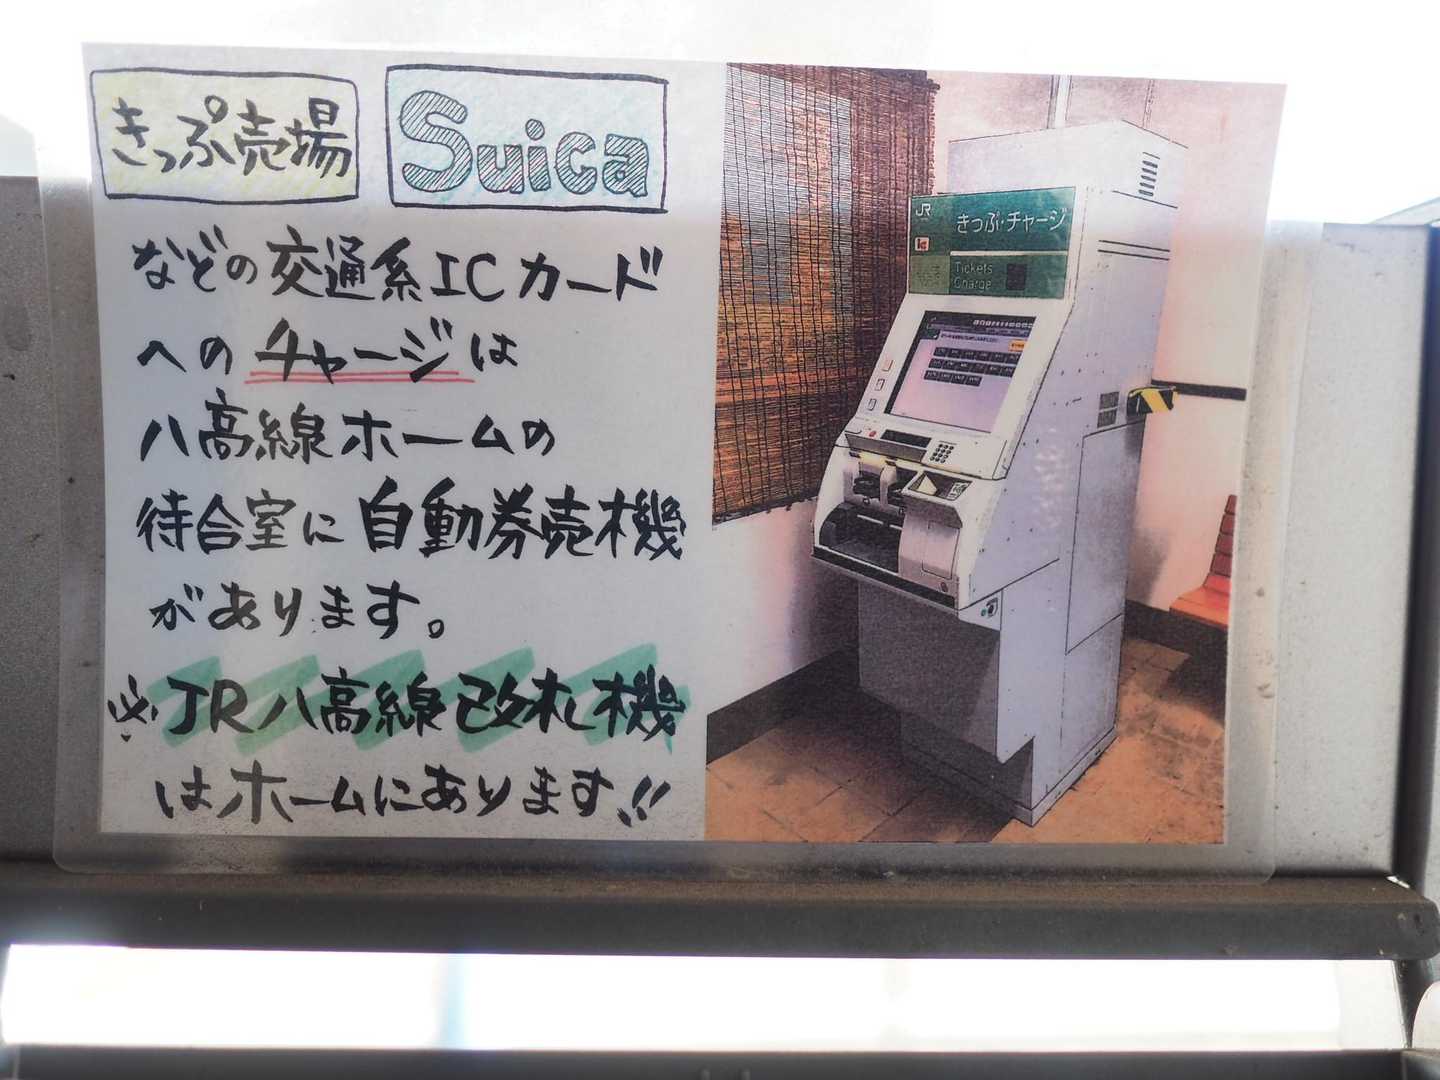 きっぷ売場
Suica
などの交通系ICカード
へのチャージは
八高線ホームの
待合室に自動券売機
があります。
※JR八高線改札機
はホームにあります!!
JR
きっぷ・チャージ
Tickets
Charge